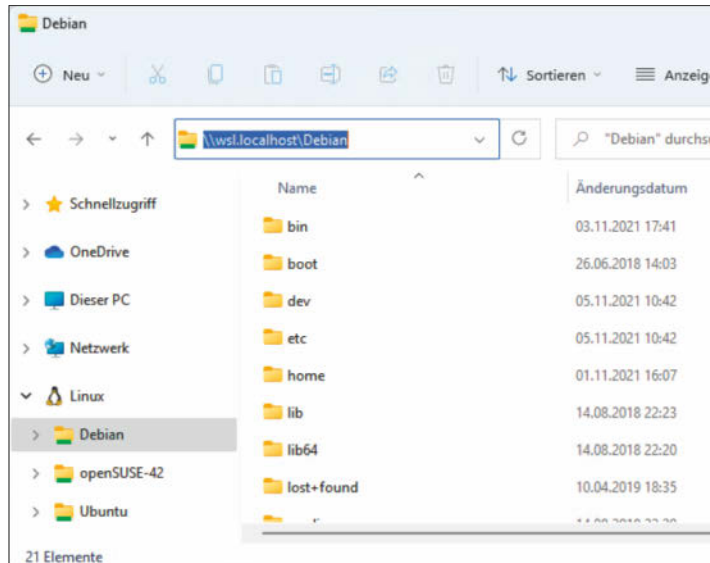 Debian
Neu Sortieren Anzeig
\\wsl.localhost\Debian "Debian" durchs
Name Änderungsdatum
Schnellzugriff
OneDrive
Dieser PC
Netzwerk
Linux
Debian
openSUSE-42
Ubuntu
bin 03.11.2021 17:41
boot 26.06.2018 14:03
dev 05.11.2021 10:42
etc 05.11.2021 10:42
home 01.11.2021 16:07
lib 14.08.2018 22:23
lib64 14.08.2018 22:20
lost+found 10.04.2019 18:35
21 Elemente